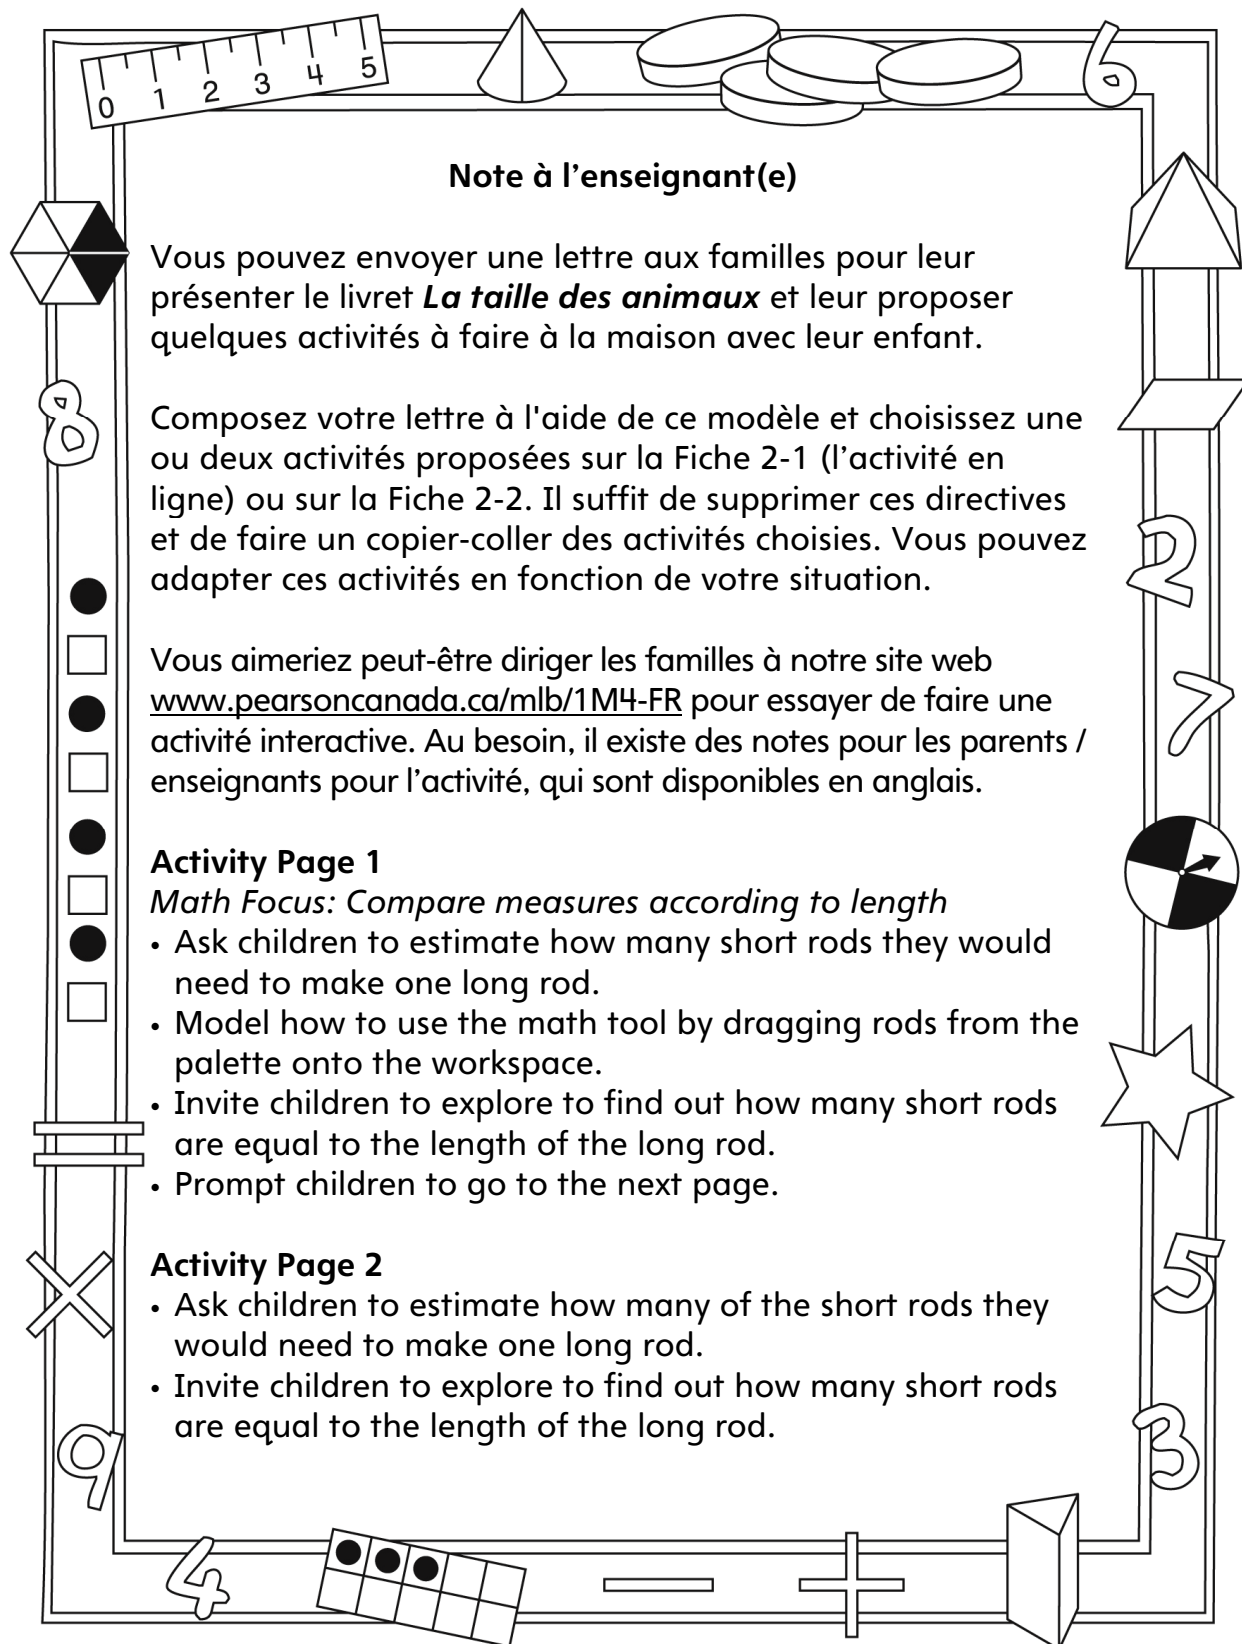 0 1 2 3 4 5
6
Note à l’enseignant(e)
Vous pouvez envoyer une lettre aux familles pour leur
présenter le livret La taille des animaux et leur proposer
quelques activités à faire à la maison avec leur enfant.
8
Composez votre lettre à l'aide de ce modèle et choisissez une
ou deux activités proposées sur la Fiche 2-1 (l’activité en
ligne) ou sur la Fiche 2-2. Il suffit de supprimer ces directives
et de faire un copier-coller des activités choisies. Vous pouvez
adapter ces activités en fonction de votre situation.
2
Vous aimeriez peut-être diriger les familles à notre site web
www.pearsoncanada.ca/mlb/1M4-FR pour essayer de faire une
activité interactive. Au besoin, il existe des notes pour les parents /
enseignants pour l’activité, qui sont disponibles en anglais.
7
Activity Page 1
Math Focus: Compare measures according to length
• Ask children to estimate how many short rods they would
need to make one long rod.
• Model how to use the math tool by dragging rods from the
palette onto the workspace.
• Invite children to explore to find out how many short rods
are equal to the length of the long rod.
• Prompt children to go to the next page.
=
×
5
Activity Page 2
• Ask children to estimate how many of the short rods they
would need to make one long rod.
• Invite children to explore to find out how many short rods
are equal to the length of the long rod.
9
3
4
− +